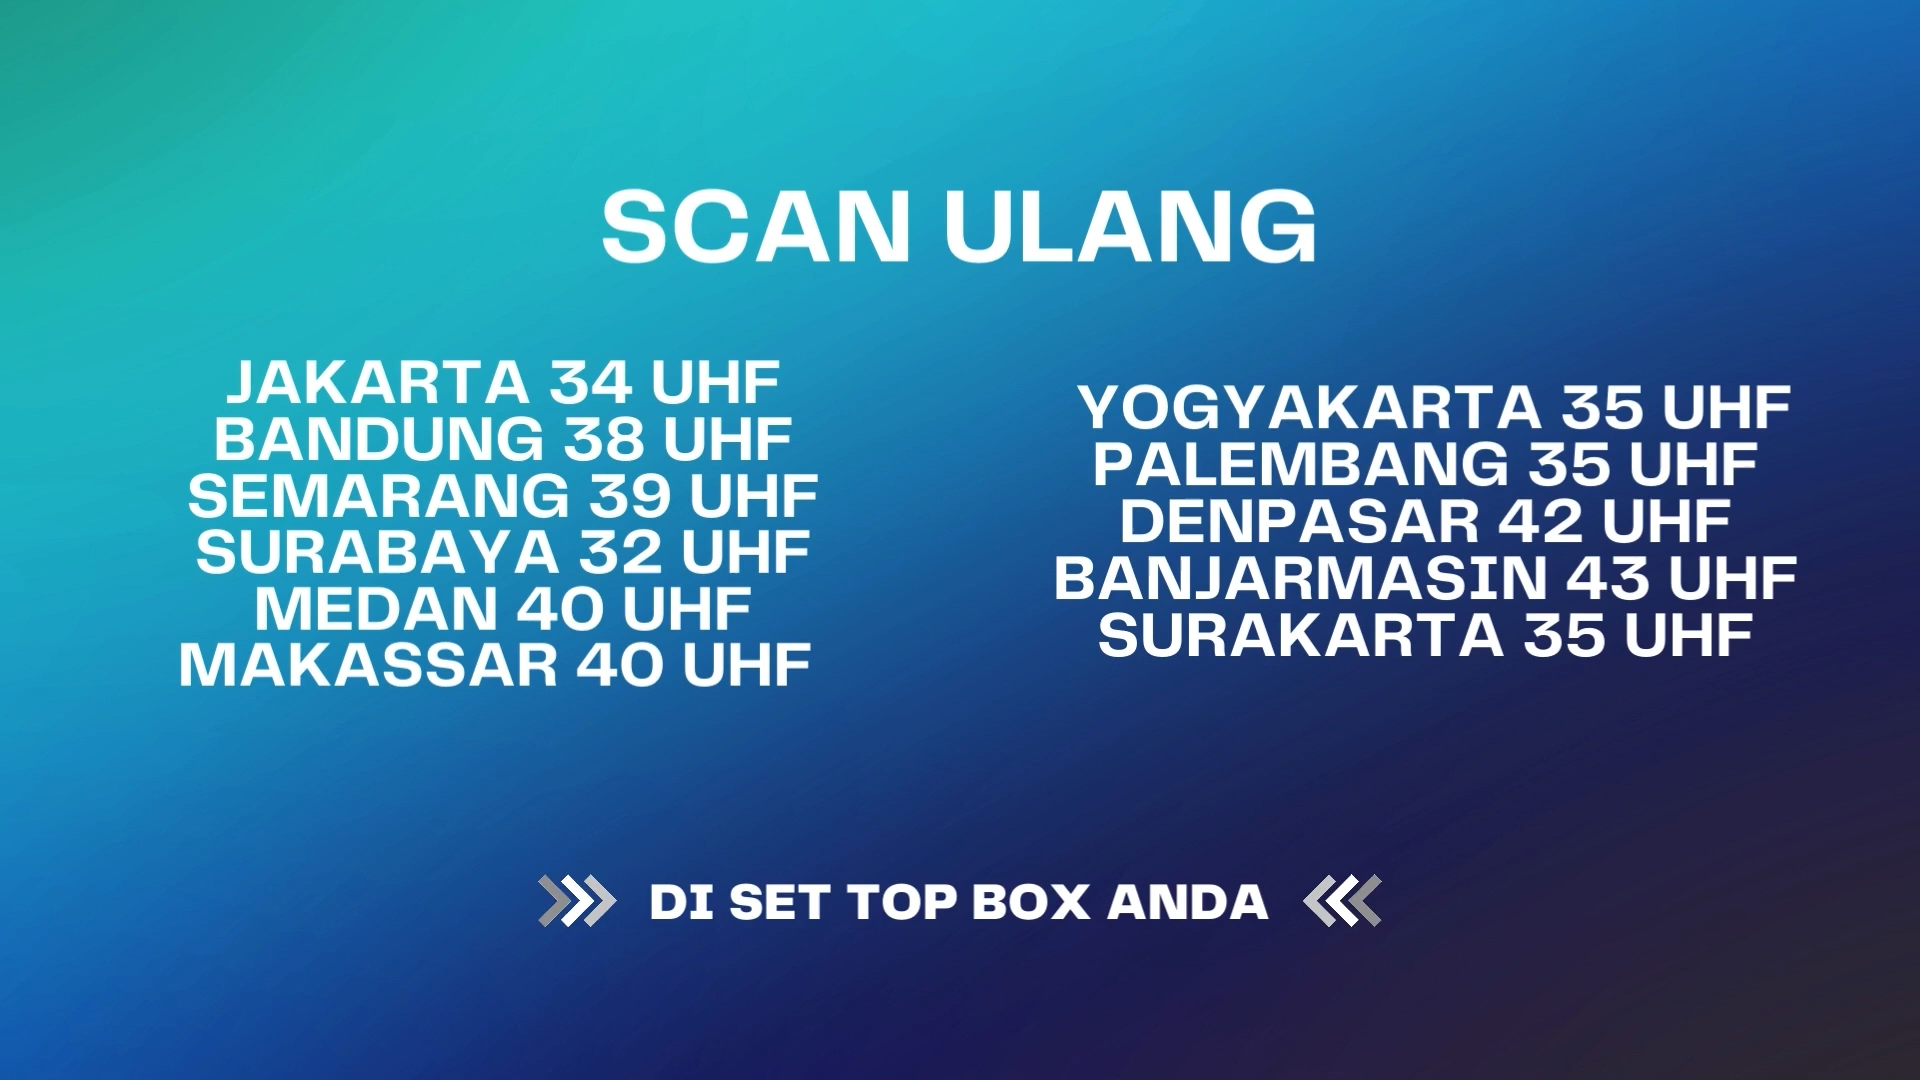 SCAN ULANG
JAKARTA 34 UHF
BANDUNG 38 UHF
SEMARANG 39 UHF
SURABAYA 32 UHF
MEDAN 40 UHF
MAKASSAR 40 UHF
YOGYAKARTA 35 UHF
PALEMBANG 35 UHF
DENPASAR 42 UHF
BANJARMASIN 43 UHF
SURAKARTA 35 UHF
DI SET TOP BOX ANDA